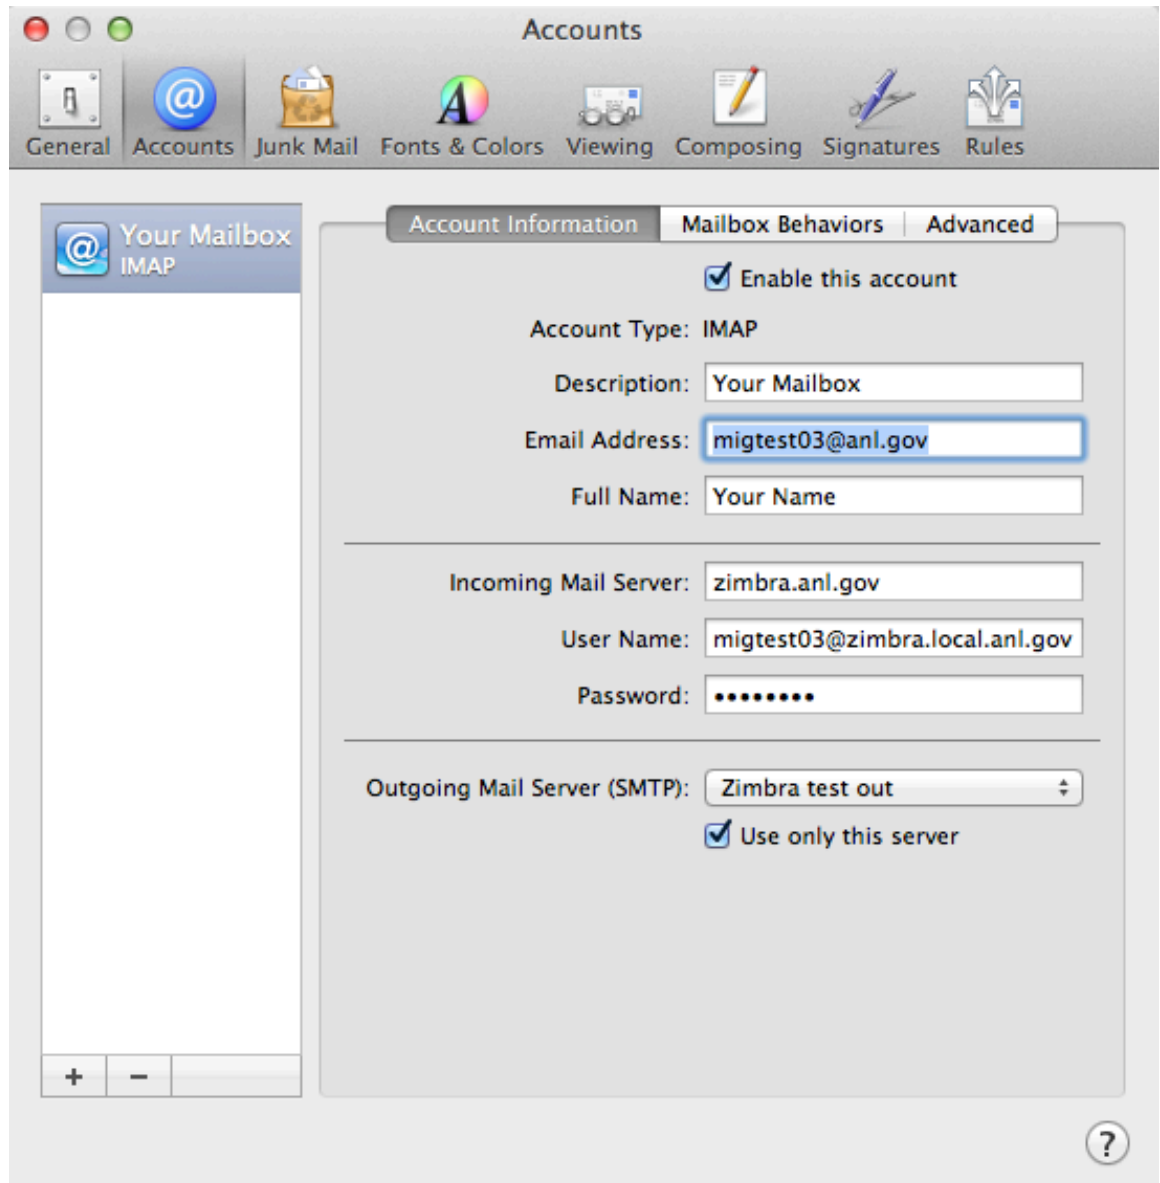 Accounts
General Accounts Junk Mail Fonts & Colors Viewing Composing Signatures Rules
Your Mailbox
IMAP
Account Information Mailbox Behaviors Advanced
Enable this account
Account Type: IMAP
Description: Your Mailbox
Email Address: migtest03@anl.gov
Full Name: Your Name
Incoming Mail Server: zimbra.anl.gov
User Name: migtest03@zimbra.local.anl.gov
Password: ••••••••
Outgoing Mail Server (SMTP): Zimbra test out
Use only this server
+ −
?